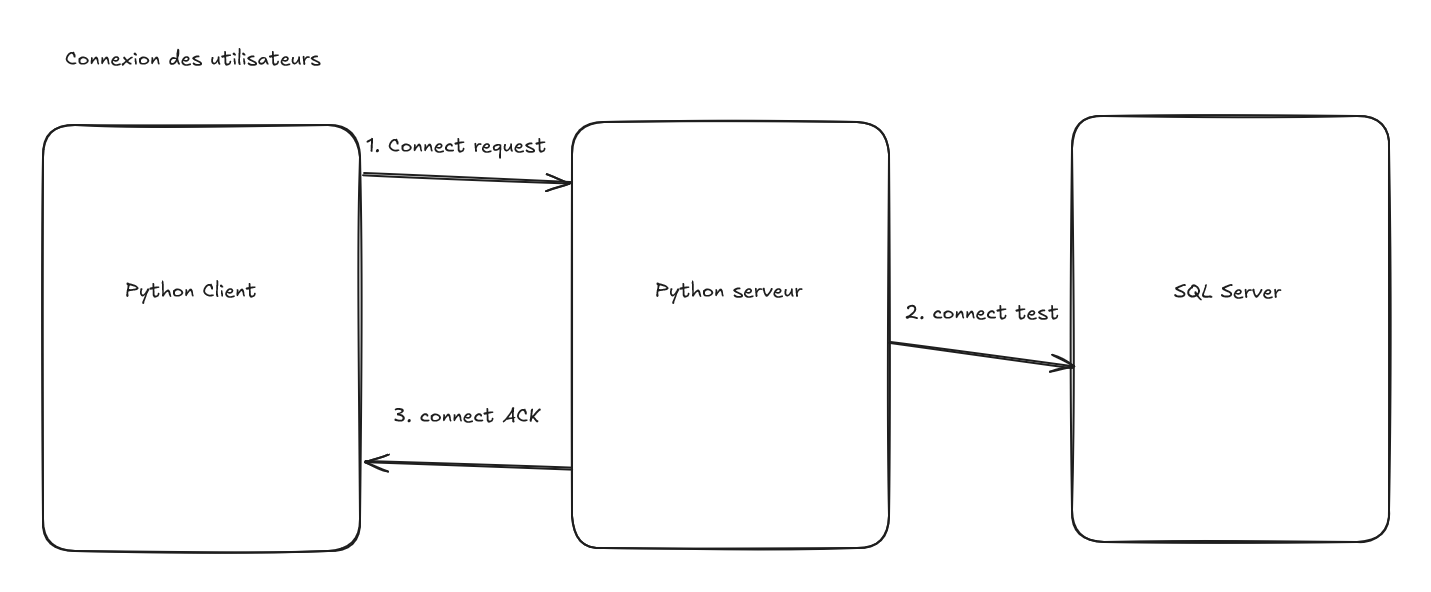 Connexion des utilisateurs
1. Connect request
Python Client
Python serveur
SQL Server
2. connect test
3. connect ACK